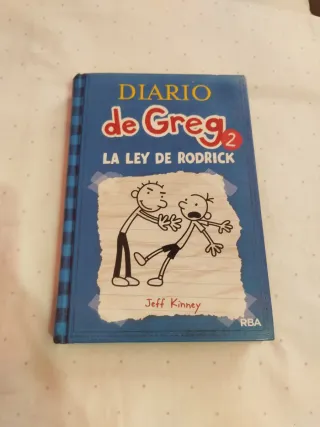 DIARIO
de Greg 2
LA LEY DE RODRICK
Jeff Kinney
RBA